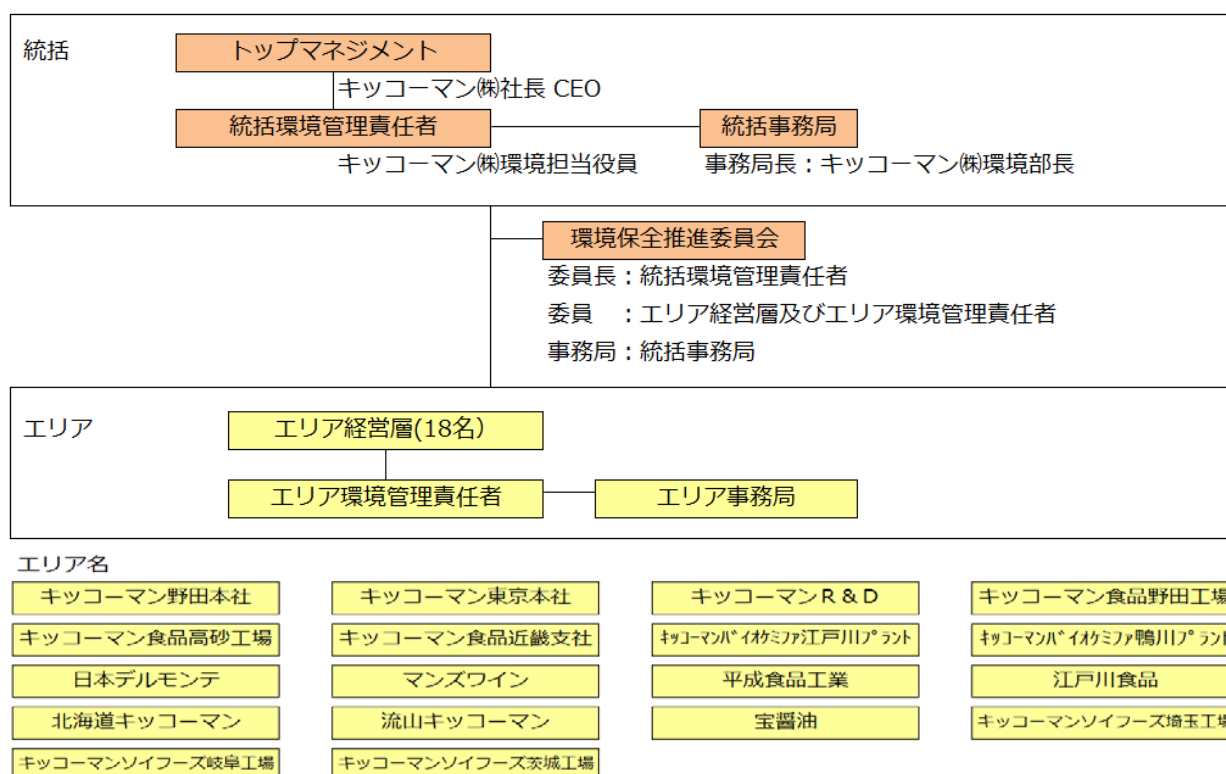 統括
トップマネジメント
キッコーマン㈱社長 CEO
統括環境管理責任者
統括事務局
キッコーマン㈱環境担当役員
事務局長：キッコーマン㈱環境部長
環境保全推進委員会
委員長：統括環境管理責任者
委員　：エリア経営層及びエリア環境管理責任者
事務局：統括事務局
エリア
エリア経営層(18名）
エリア環境管理責任者
エリア事務局
エリア名
キッコーマン野田本社
キッコーマン東京本社
キッコーマンＲ＆Ｄ
キッコーマン食品野田工場
キッコーマン食品高砂工場
キッコーマン食品近畿支社
ｷｯｺｰﾏﾝﾊﾞｲｵｹミファ江戸川ﾌﾟラント
ｷｯｺｰﾏﾝﾊﾞｲｵｹミファ鴨川ﾌﾟラント
日本デルモンテ
マンズワイン
平成食品工業
江戸川食品
北海道キッコーマン
流山キッコーマン
宝醤油
キッコーマンソイフーズ埼玉工場
キッコーマンソイフーズ岐阜工場
キッコーマンソイフーズ茨城工場